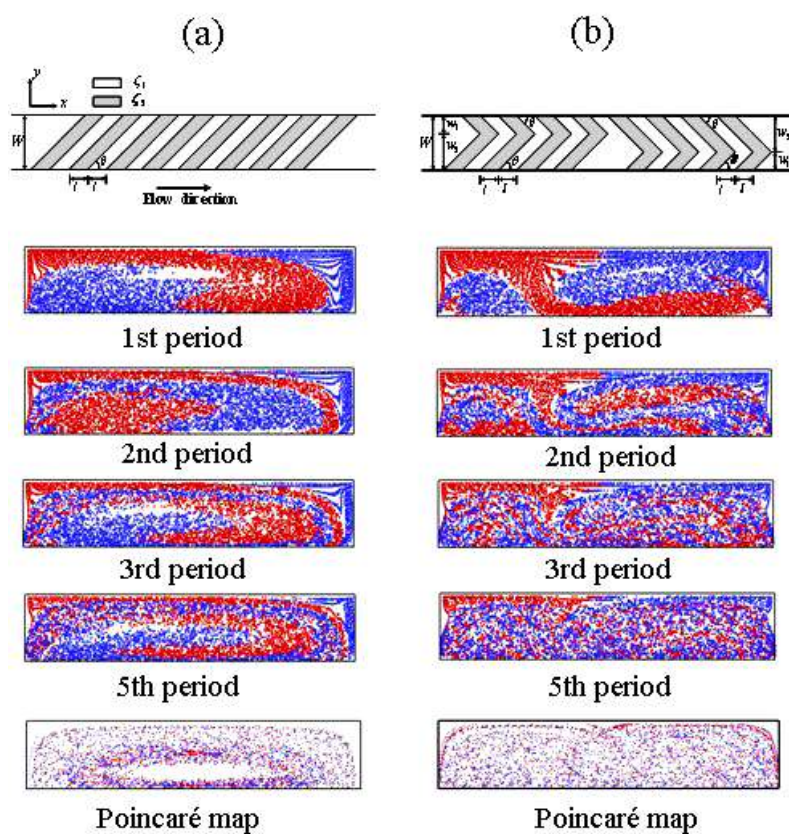 (a) (b)
y
x
ζ₁
ζ₂
W
θ
l l
Flow direction
W
w₁
w₂
θ
θ
θ
w₂
w₁
l l
l l
1st period 1st period
2nd period 2nd period
3rd period 3rd period
5th period 5th period
Poincaré map Poincaré map